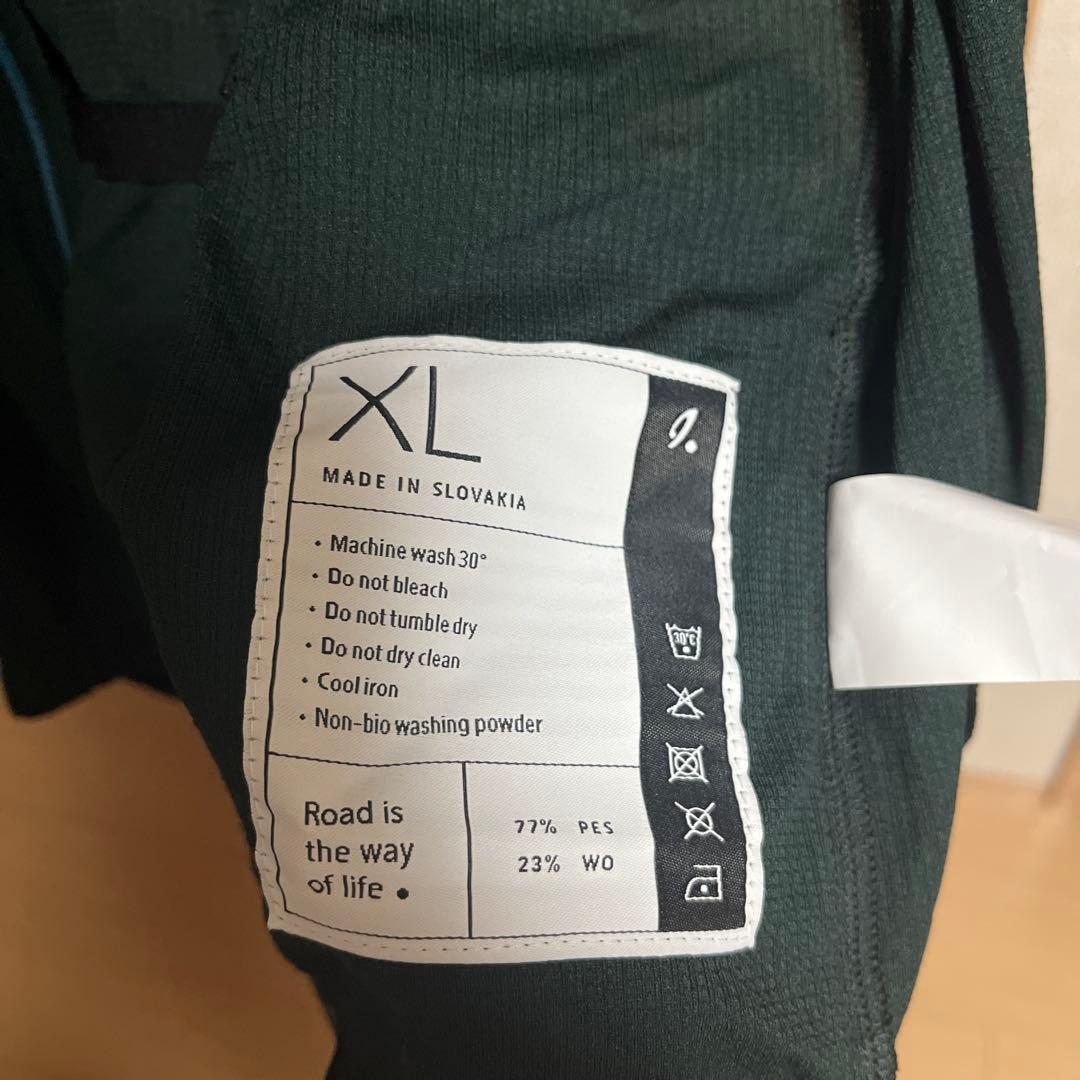 XL
MADE IN SLOVAKIA
• Machine wash 30°
• Do not bleach
• Do not tumble dry
• Do not dry clean
• Cool iron
• Non-bio washing powder
Road is
the way
of life •
77% PES
23% WO
30°C